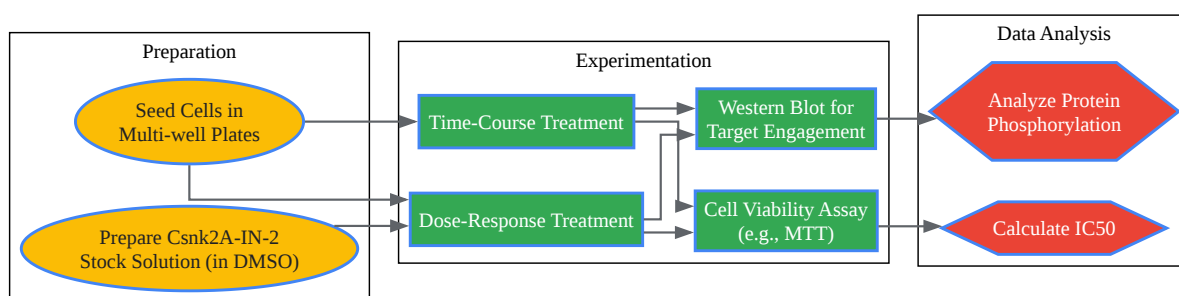 Preparation
Seed Cells in
Multi-well Plates
Prepare Csnk2A-IN-2
Stock Solution (in DMSO)
Experimentation
Time-Course Treatment
Dose-Response Treatment
Western Blot for
Target Engagement
Cell Viability Assay
(e.g., MTT)
Data Analysis
Analyze Protein
Phosphorylation
Calculate IC50